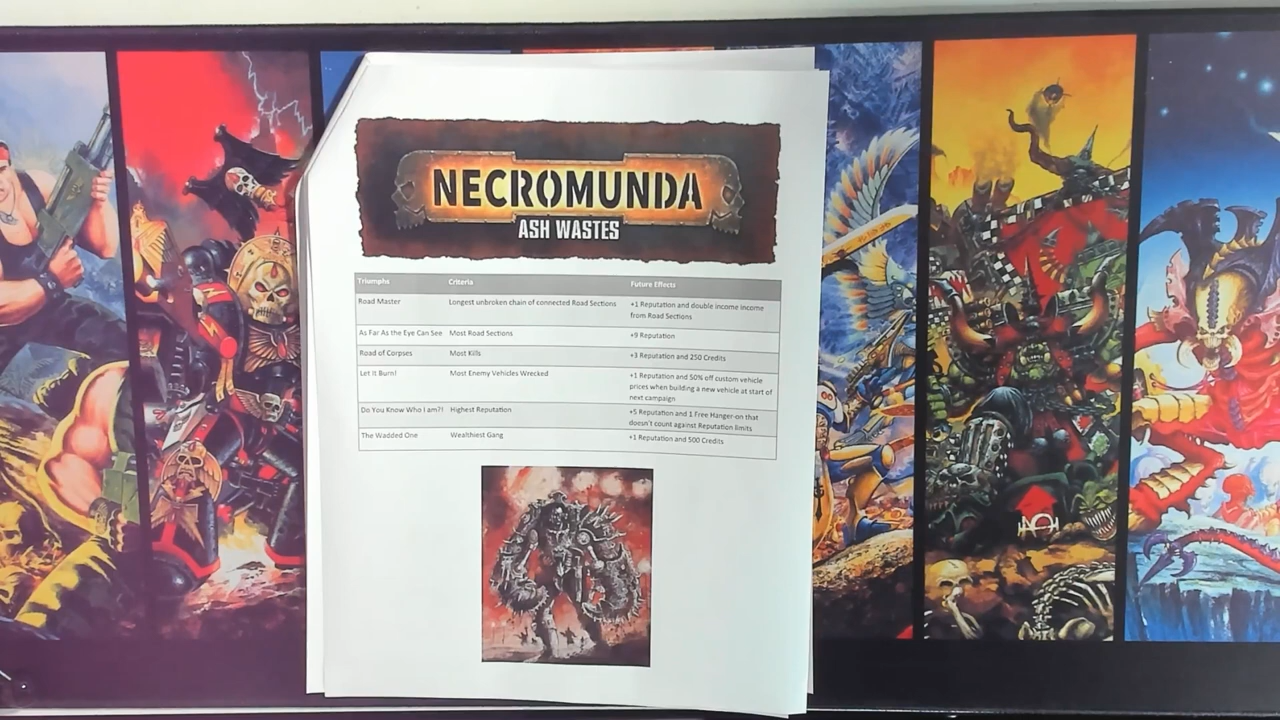 NECROMUNDA
ASH WASTES
Triumphs Criteria Future Effects
Road Master Longest unbroken chain of connected Road Sections +1 Reputation and double income income
from Road Sections
As Far As the Eye Can See Most Road Sections +9 Reputation
Road of Corpses Most Kills +3 Reputation and 250 Credits
Let It Burn! Most Enemy Vehicles Wrecked +1 Reputation and 50% off custom vehicle
prices when building a new vehicle at start of
next campaign
Do You Know Who I am?! Highest Reputation +5 Reputation and 1 Free Hanger-on that
doesn't count against Reputation limits
The Wadded One Wealthiest Gang +1 Reputation and 500 Credits